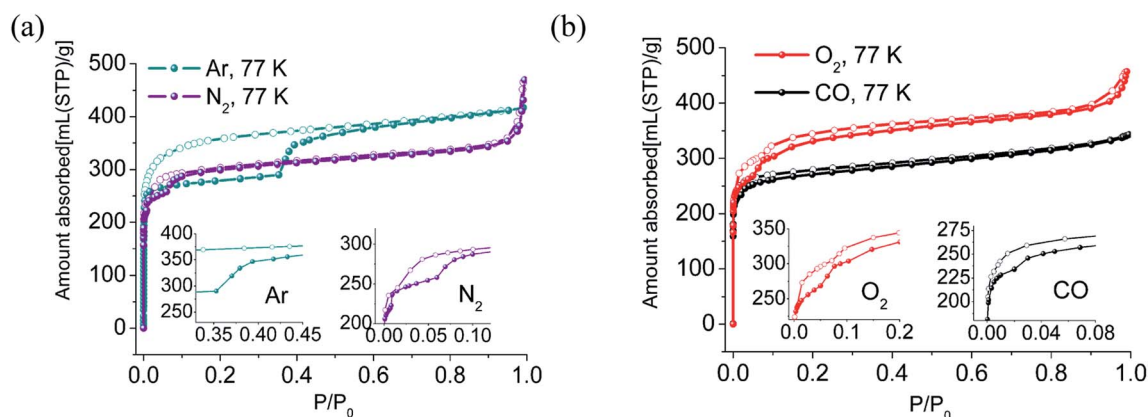 (a)
Amount absorbed[mL(STP)/g]
500
400
300
200
100
0
Ar, 77 K
N₂, 77 K
400
350
300
250
0.35 0.40 0.45
Ar
300
250
200
0.00 0.05 0.10
N₂
0.0 0.2 0.4 0.6 0.8 1.0
P/P₀
(b)
Amount absorbed[mL(STP)/g]
500
400
300
200
100
0
O₂, 77 K
CO, 77 K
350
300
250
0.0 0.1 0.2
O₂
275
250
225
200
0.00 0.04 0.08
CO
0.0 0.2 0.4 0.6 0.8 1.0
P/P₀